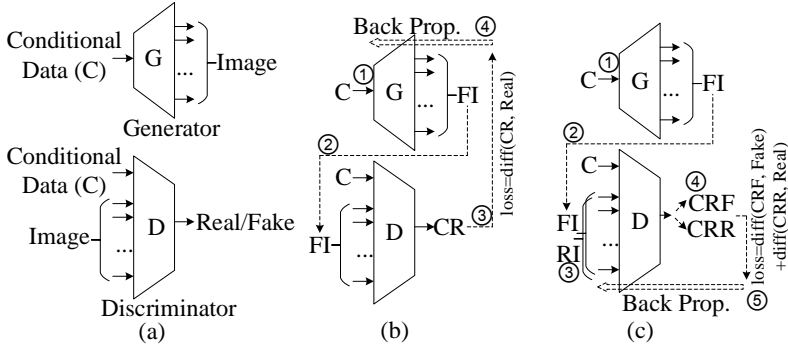 Conditional
Data (C)
G
...
Image
Generator
Conditional
Data (C)
Image
...
D
Real/Fake
Discriminator
(a)
Back Prop. ④
①
C
G
...
FI
②
C
FI
...
D
CR
③
loss=diff(CR, Real)
(b)
①
C
G
...
FI
②
C
FI
RI
③
...
D
④
CRF
CRR
loss=diff(CRF, Fake)
+diff(CRR, Real)
Back Prop. ⑤
(c)